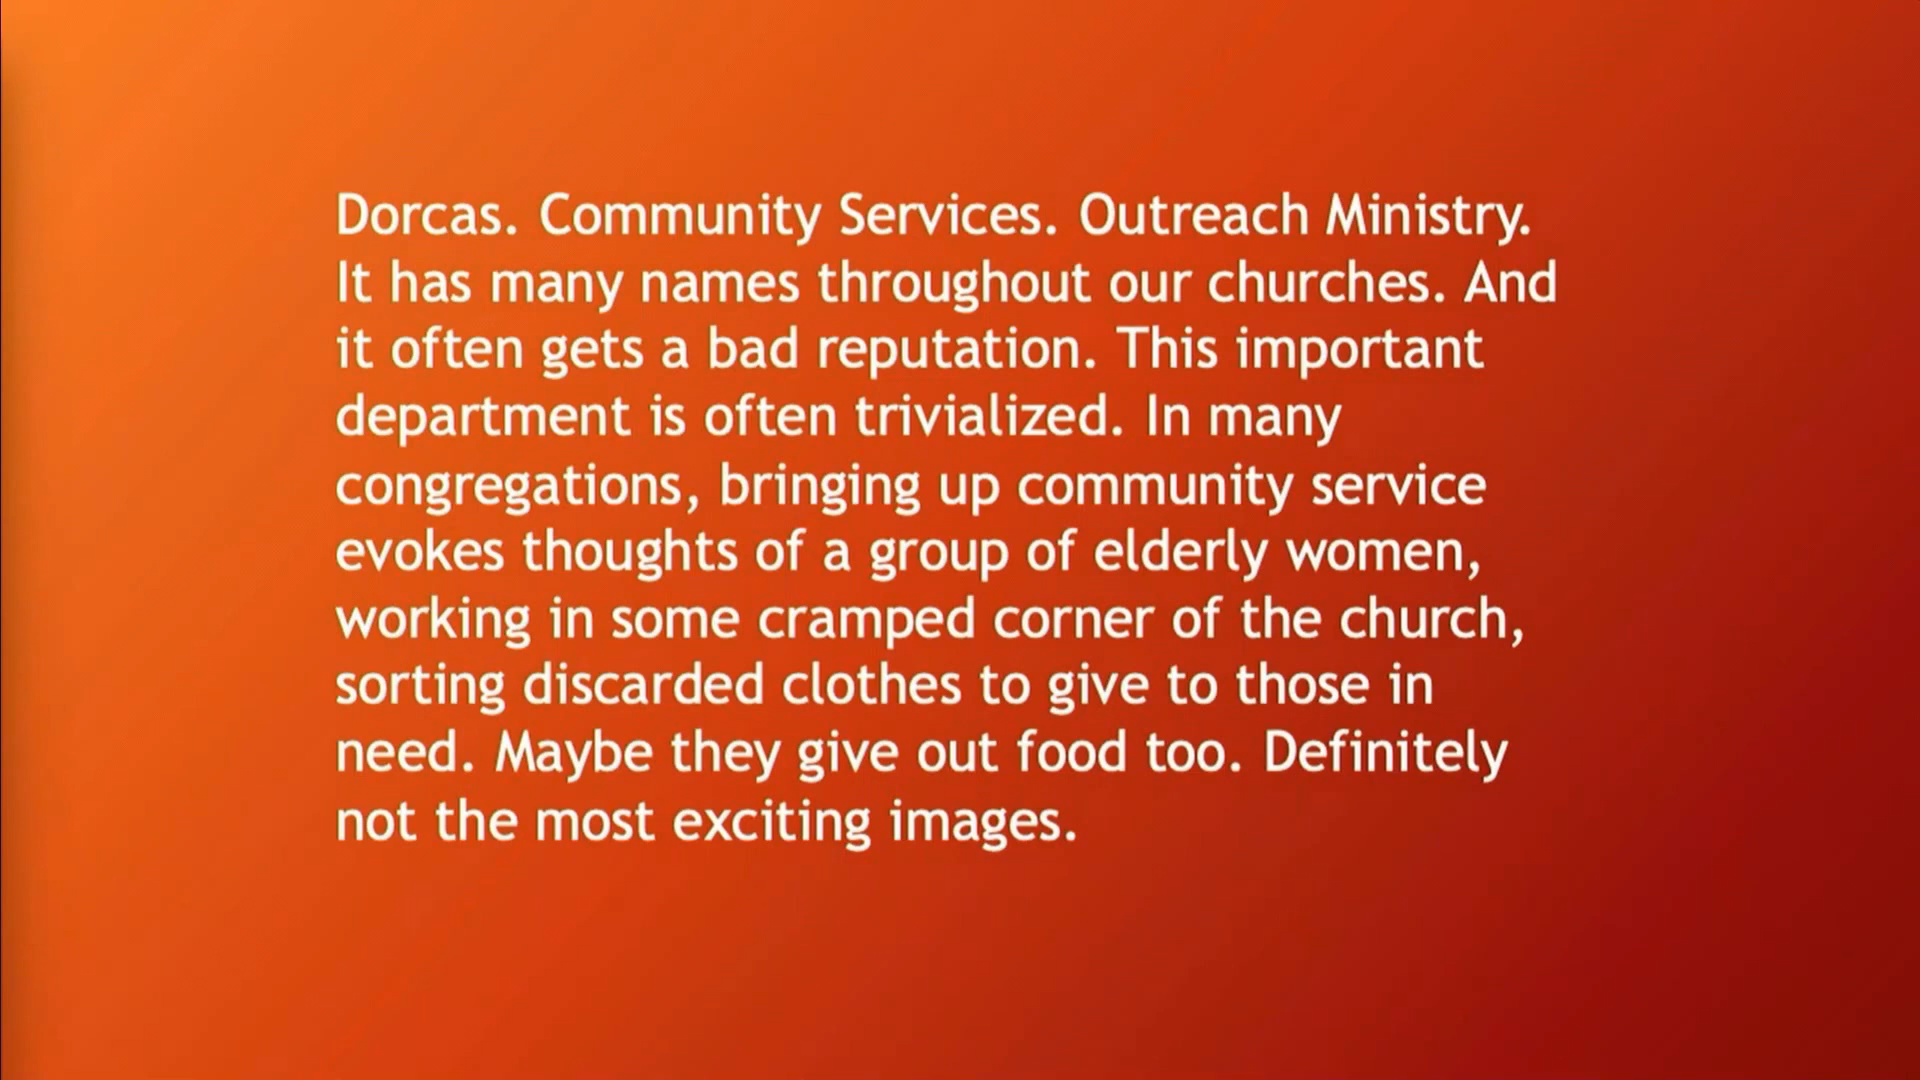 Dorcas. Community Services. Outreach Ministry.
It has many names throughout our churches. And
it often gets a bad reputation. This important
department is often trivialized. In many
congregations, bringing up community service
evokes thoughts of a group of elderly women,
working in some cramped corner of the church,
sorting discarded clothes to give to those in
need. Maybe they give out food too. Definitely
not the most exciting images.